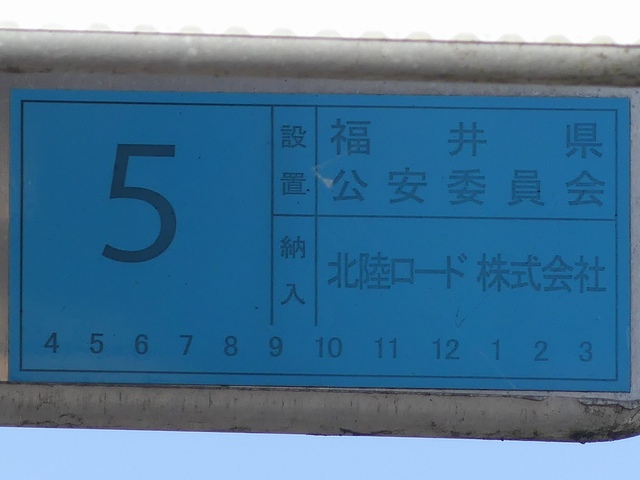 5
設置
福井県
公安委員会
納入
北陸ロード株式会社
4 5 6 7 8 9 10 11 12 1 2 3